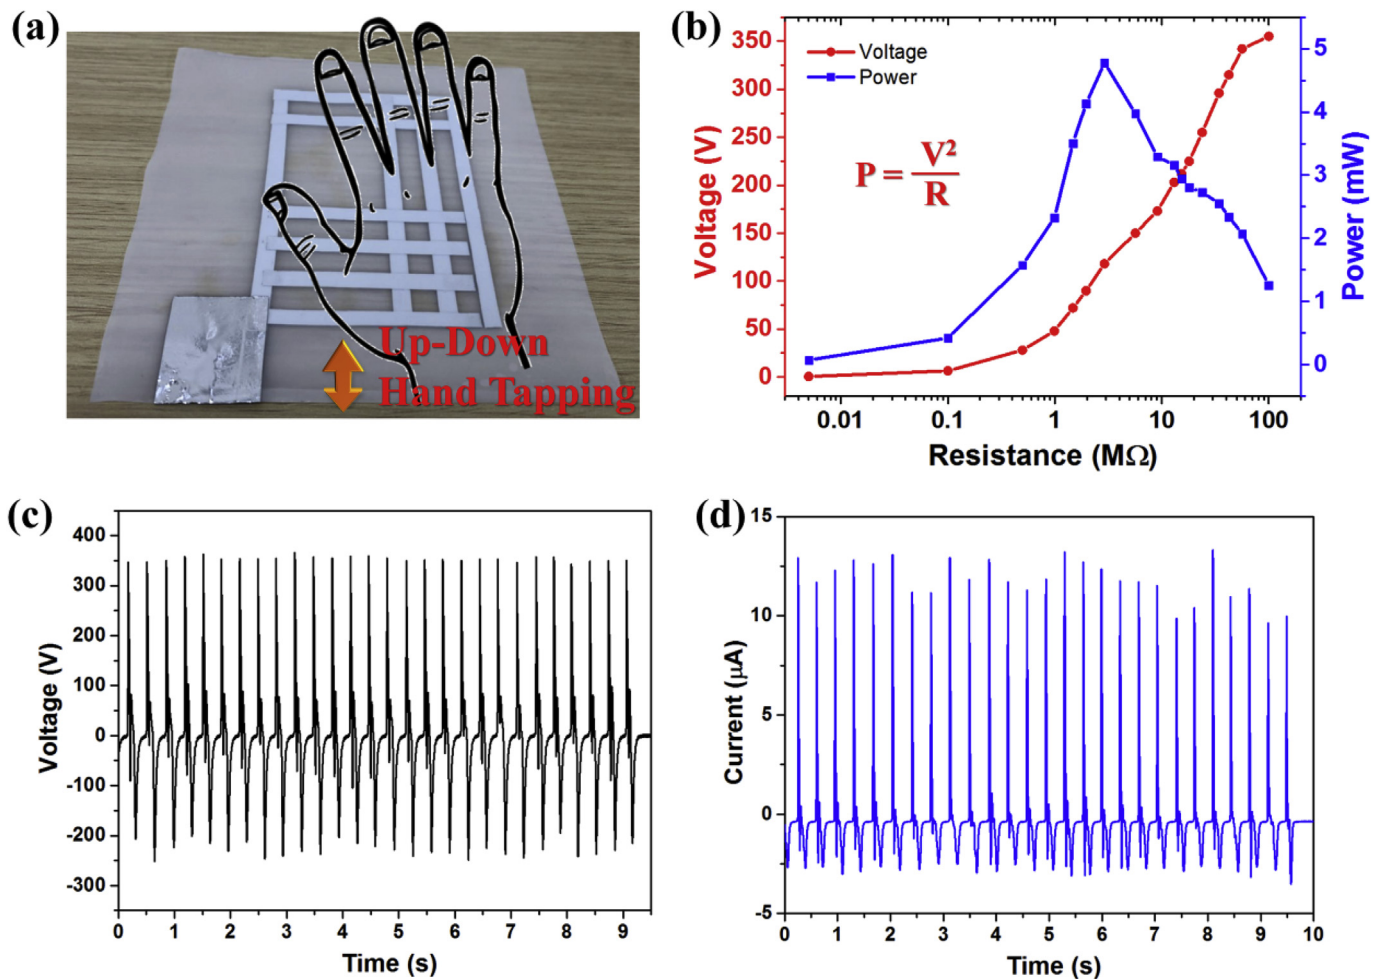 (a)
Up-Down
Hand Tapping
(b)
Voltage
Power
P = V²/R
350
300
250
200
150
100
50
0
Voltage (V)
5
4
3
2
1
0
Power (mW)
0.01 0.1 1 10 100
Resistance (MΩ)
(c)
400
300
200
100
0
-100
-200
-300
Voltage (V)
0 1 2 3 4 5 6 7 8 9
Time (s)
(d)
15
10
5
0
-5
Current (μA)
0 1 2 3 4 5 6 7 8 9 10
Time (s)